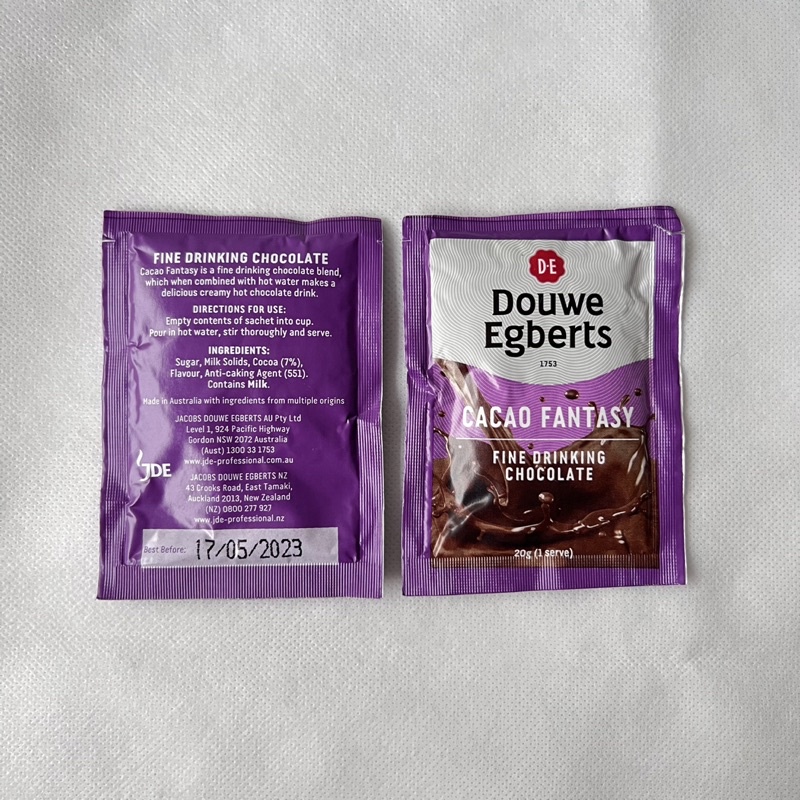 FINE DRINKING CHOCOLATE
Cacao Fantasy is a fine drinking chocolate blend,
which when combined with hot water makes a
delicious creamy hot chocolate drink.
DIRECTIONS FOR USE:
Empty contents of sachet into cup.
Pour in hot water, stir thoroughly and serve.
INGREDIENTS:
Sugar, Milk Solids, Cocoa (7%),
Flavour, Anti-caking Agent (551).
Contains Milk.
Made in Australia with ingredients from multiple origins
JACOBS DOUWE EGBERTS AU Pty Ltd
Level 1, 924 Pacific Highway
Gordon NSW 2072 Australia
(Aust) 1300 33 1753
www.jde-professional.com.au
JDE
JACOBS DOUWE EGBERTS NZ
43 Crooks Road, East Tamaki,
Auckland 2013, New Zealand
(NZ) 0800 277 927
www.jde-professional.nz
Best Before: 17/05/2023
D·E
Douwe
Egberts
1753
CACAO FANTASY
FINE DRINKING
CHOCOLATE
20g (1 serve)